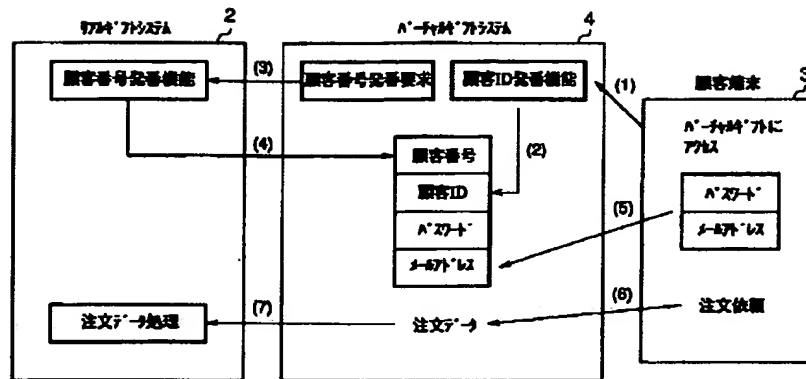 リアルギフトシステム
2
顧客番号発番機能
(3)
(4)
注文データ処理
(7)
バーチャルギフトシステム
4
顧客番号発番要求
顧客ID発番機能
(1)
(2)
顧客番号
顧客ID
パスワード
メールアドレス
(5)
(6)
注文データ
顧客端末
3
バーチャルギフトに
アクセス
パスワード
メールアドレス
注文依頼